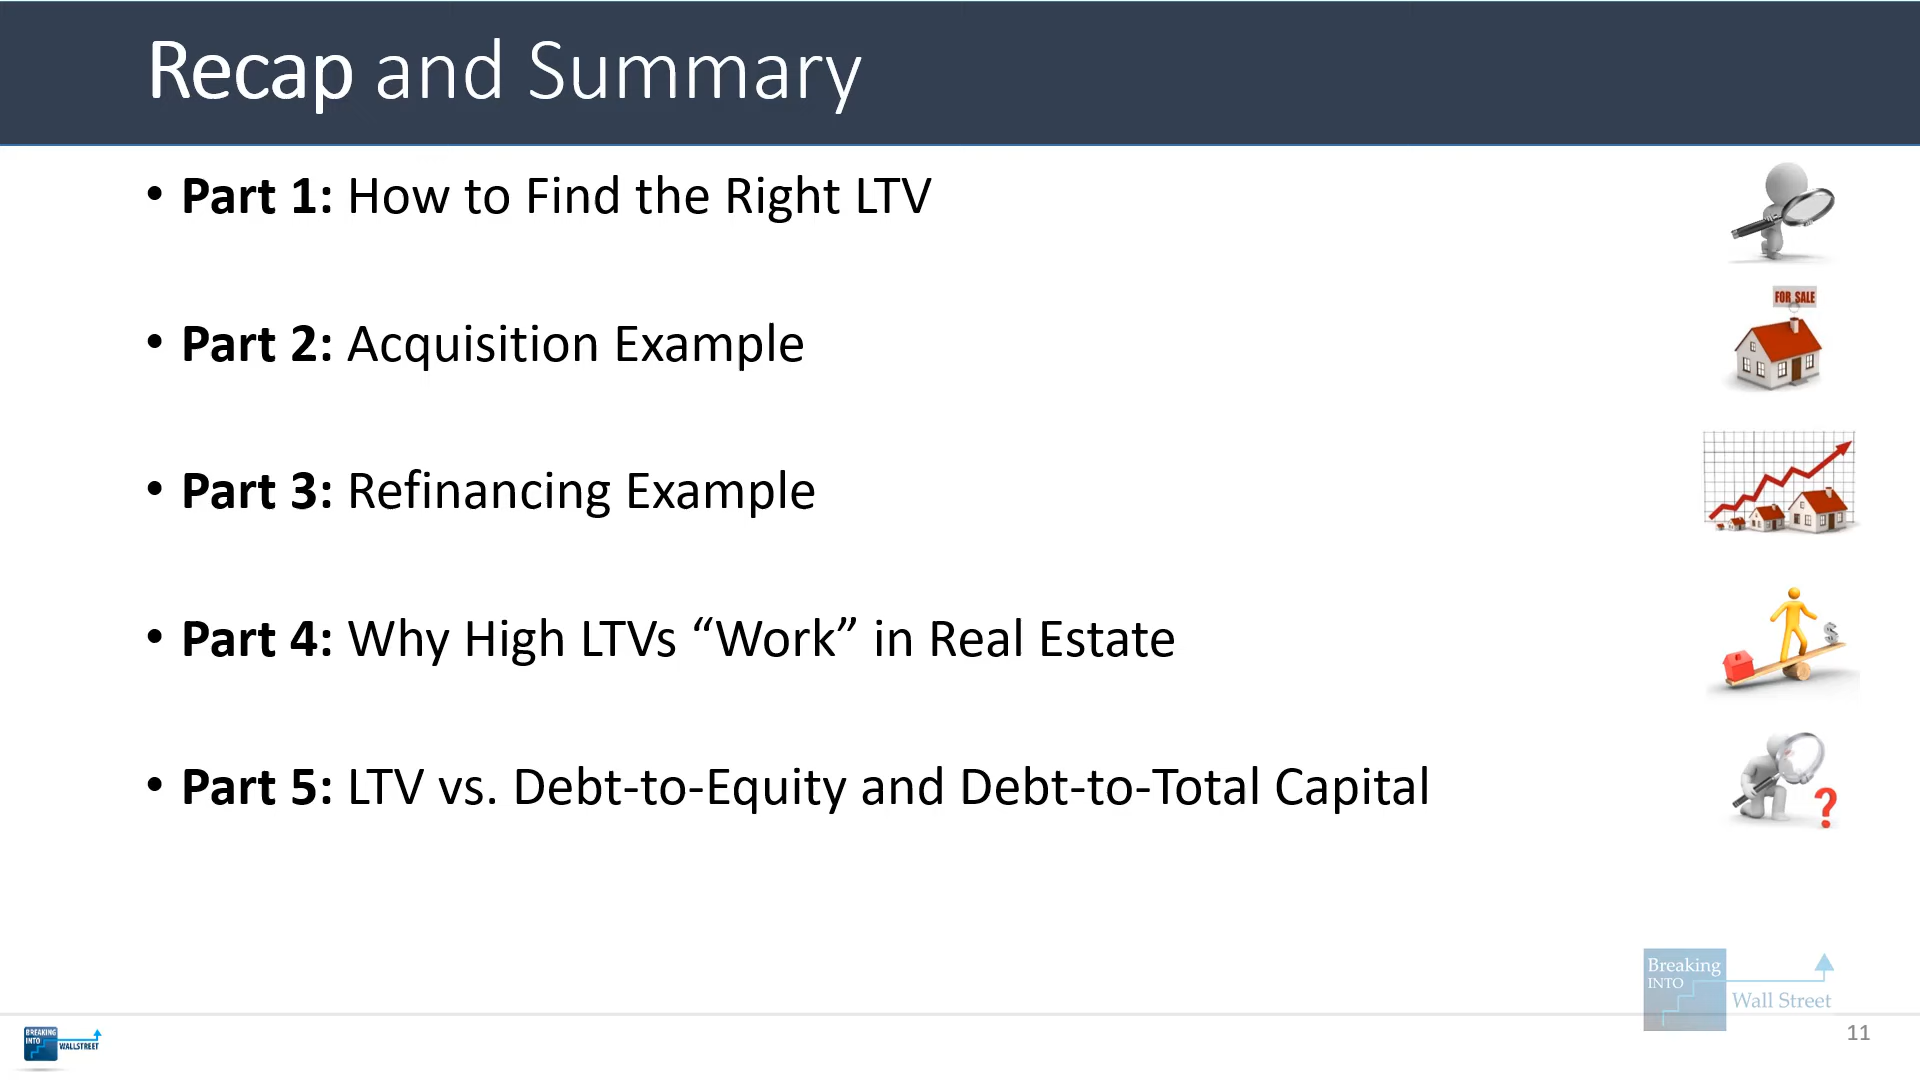 Recap and Summary
• Part 1: How to Find the Right LTV
FOR SALE
• Part 2: Acquisition Example
• Part 3: Refinancing Example
• Part 4: Why High LTVs “Work” in Real Estate
$
• Part 5: LTV vs. Debt-to-Equity and Debt-to-Total Capital
?
Breaking
INTO
Wall Street
BREAKING
INTO
WALLSTREET
11